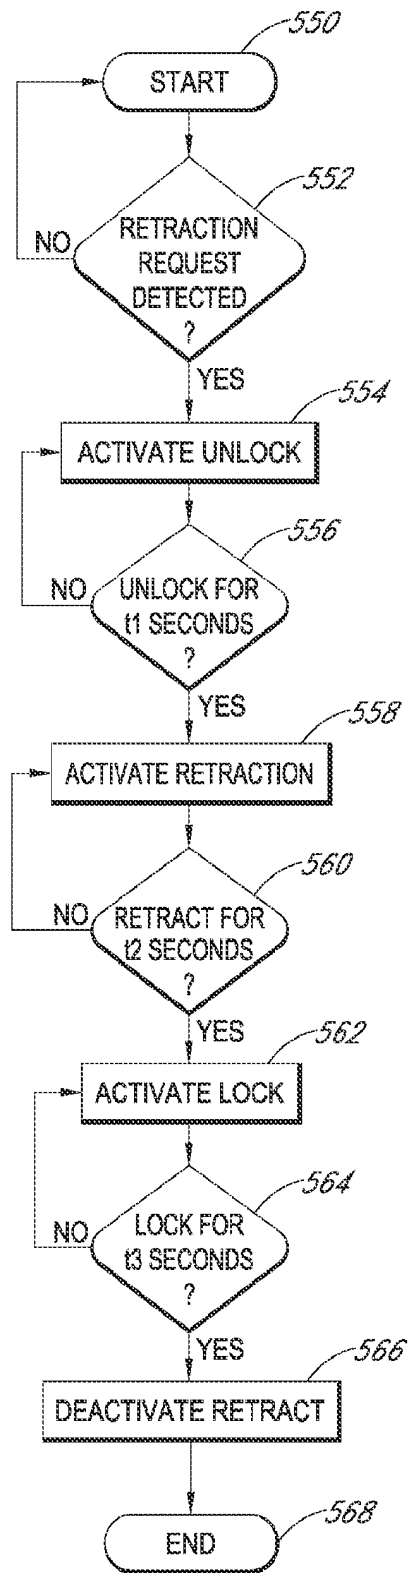 550
START
552
RETRACTION
REQUEST
DETECTED
?
NO
YES
554
ACTIVATE UNLOCK
556
UNLOCK FOR
t1 SECONDS
?
NO
YES
558
ACTIVATE RETRACTION
560
RETRACT FOR
t2 SECONDS
?
NO
YES
562
ACTIVATE LOCK
564
LOCK FOR
t3 SECONDS
?
NO
YES
566
DEACTIVATE RETRACT
568
END